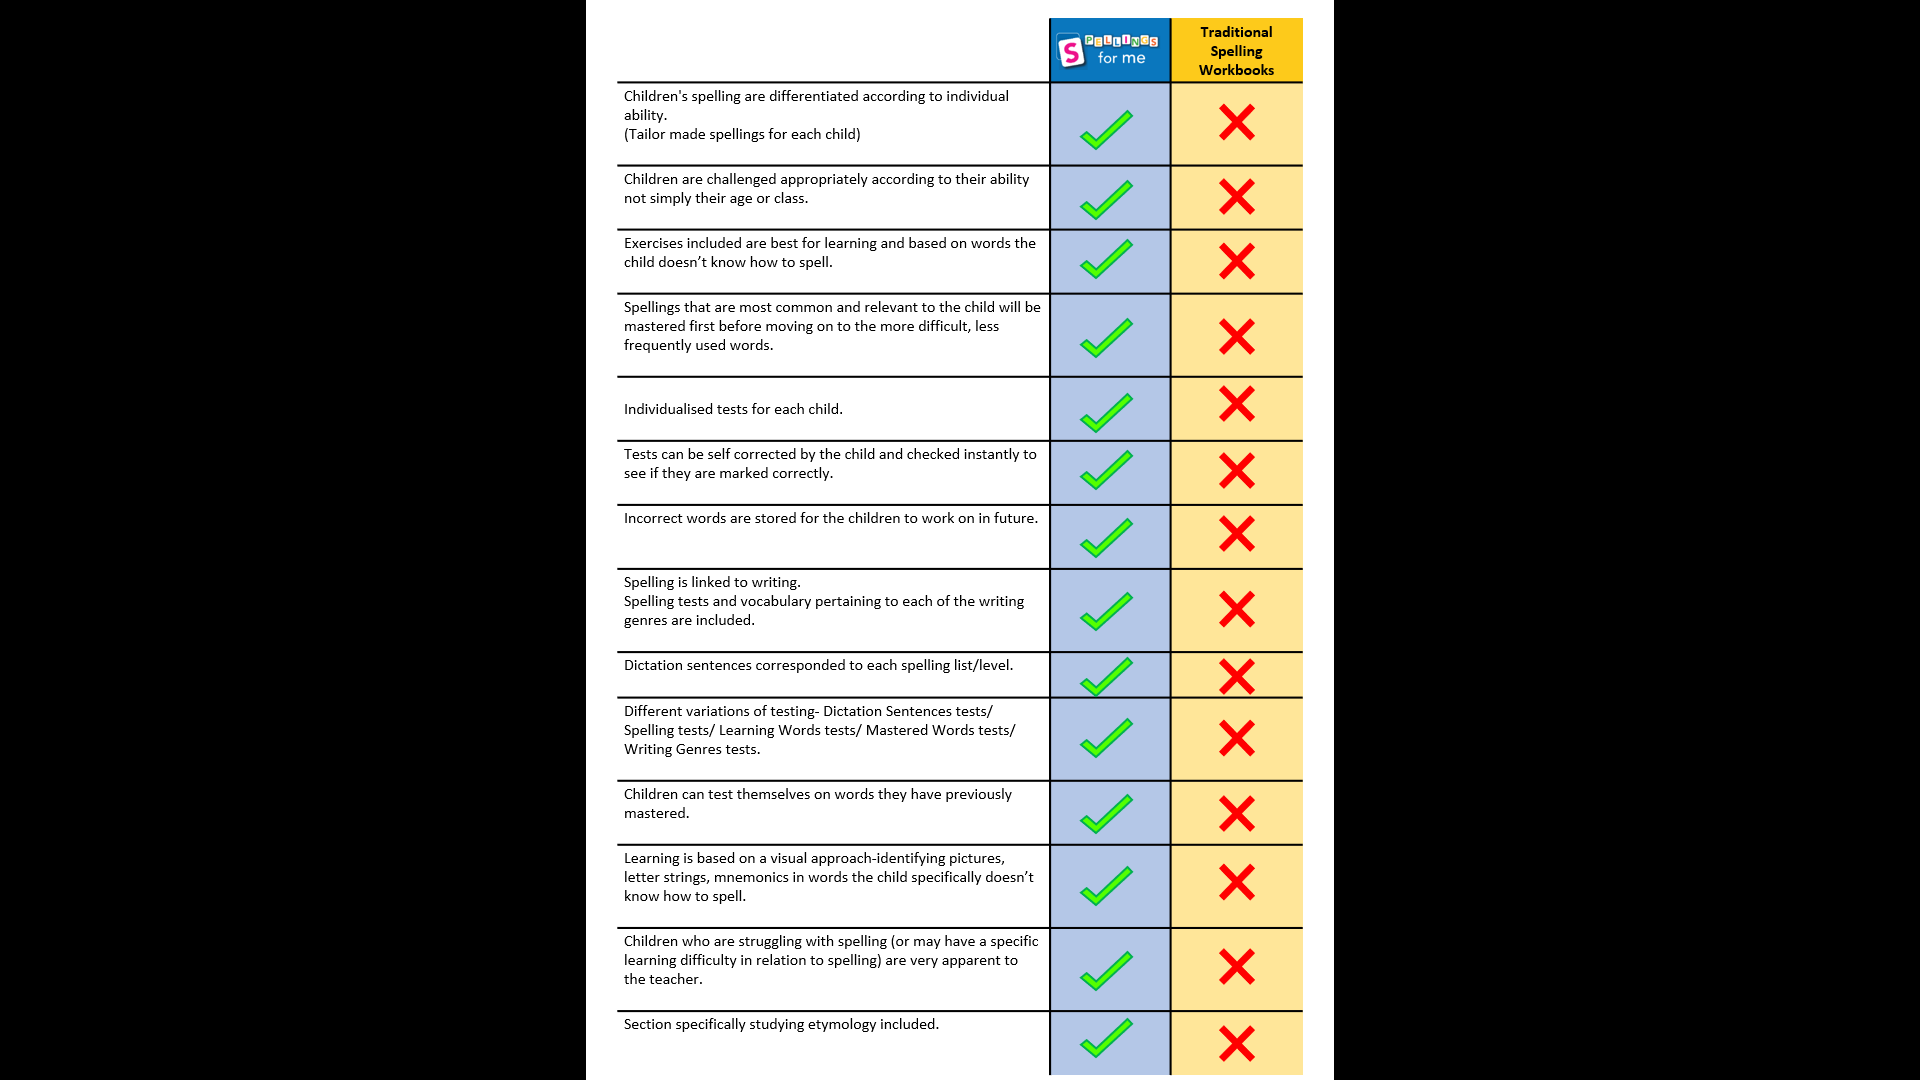 SPELLINGS
for me
Traditional
Spelling
Workbooks
Children's spelling are differentiated according to individual
ability.
(Tailor made spellings for each child)
Children are challenged appropriately according to their ability
not simply their age or class.
Exercises included are best for learning and based on words the
child doesn’t know how to spell.
Spellings that are most common and relevant to the child will be
mastered first before moving on to the more difficult, less
frequently used words.
Individualised tests for each child.
Tests can be self corrected by the child and checked instantly to
see if they are marked correctly.
Incorrect words are stored for the children to work on in future.
Spelling is linked to writing.
Spelling tests and vocabulary pertaining to each of the writing
genres are included.
Dictation sentences corresponded to each spelling list/level.
Different variations of testing- Dictation Sentences tests/
Spelling tests/ Learning Words tests/ Mastered Words tests/
Writing Genres tests.
Children can test themselves on words they have previously
mastered.
Learning is based on a visual approach-identifying pictures,
letter strings, mnemonics in words the child specifically doesn’t
know how to spell.
Children who are struggling with spelling (or may have a specific
learning difficulty in relation to spelling) are very apparent to
the teacher.
Section specifically studying etymology included.